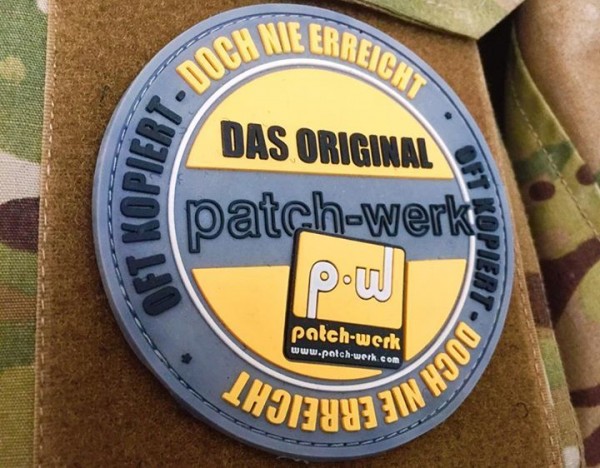 OFT KOPIERT - DOCH NIE ERREICHT
OFT KOPIERT - DOCH NIE ERREICHT
DAS ORIGINAL
patch-werk
p·w
patch-werk
www.patch-werk.com